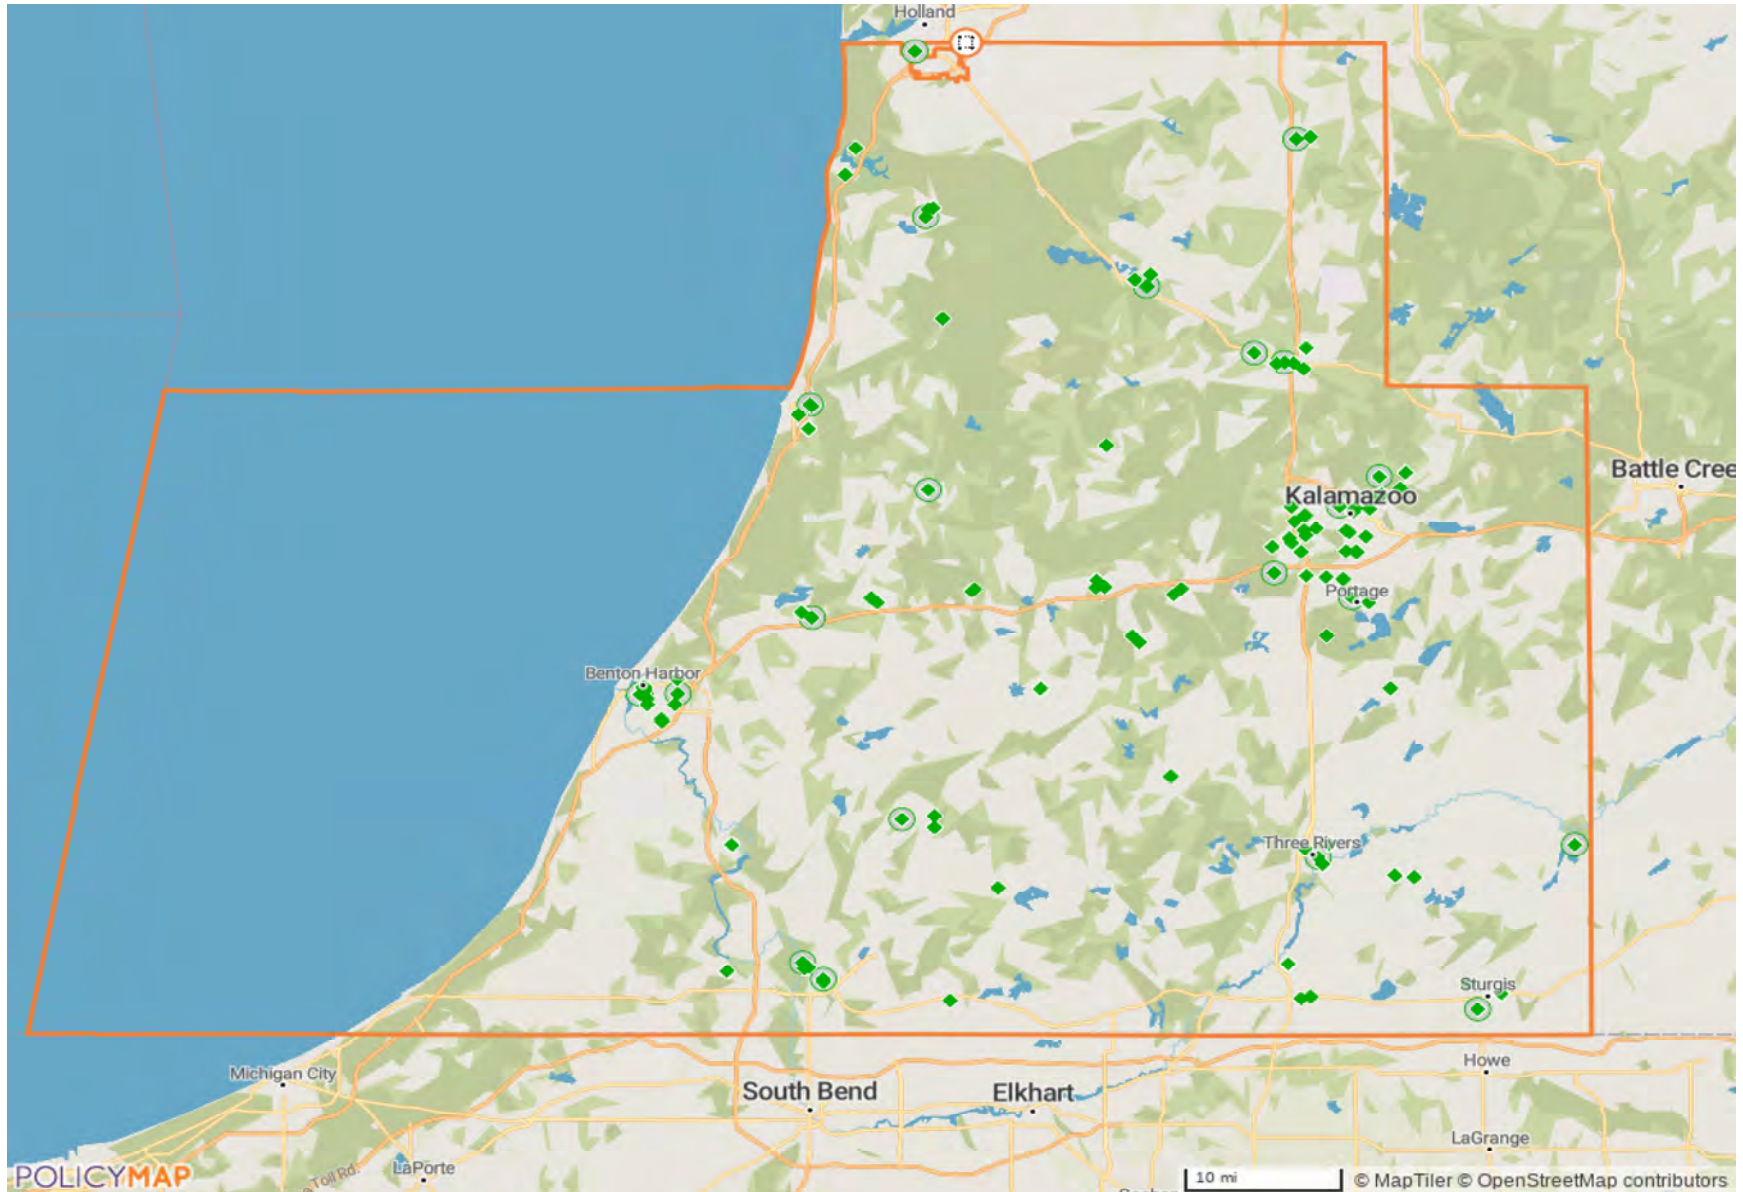 Holland
Battle Cree
Kalamazoo
Portage
Benton Harbor
Three Rivers
Sturgis
Howe
Michigan City
South Bend
Elkhart
LaGrange
LaPorte
Toll Rd.
POLICYMAP
10 mi
© MapTiler © OpenStreetMap contributors